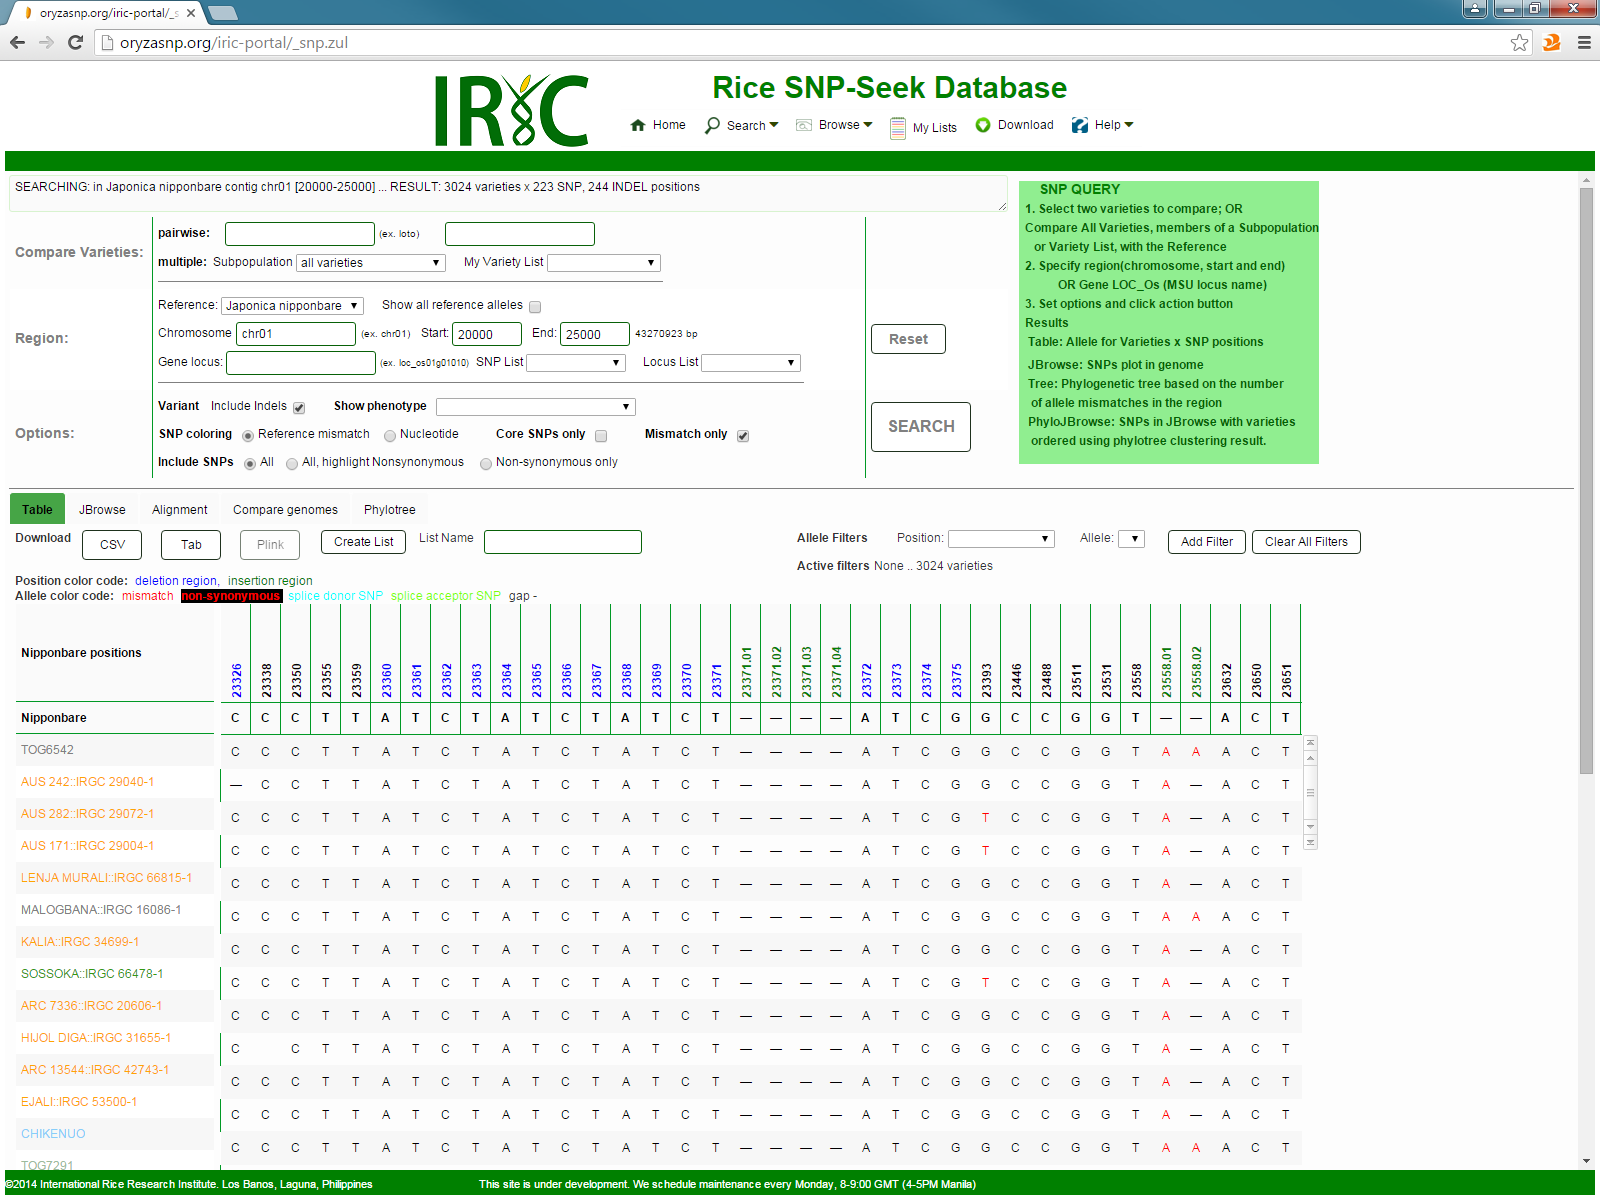 oryzasnp.org/iric-portal/_s
oryzasnp.org/iric-portal/_snp.zul
IRIC
Rice SNP-Seek Database
Home Search Browse My Lists Download Help
SEARCHING: in Japonica nipponbare contig chr01 [20000-25000] ... RESULT: 3024 varieties x 223 SNP, 244 INDEL positions
Compare Varieties:
pairwise: (ex. loto)
multiple: Subpopulation all varieties My Variety List
Region:
Reference: Japonica nipponbare Show all reference alleles
Chromosome chr01 (ex. chr01) Start: 20000 End: 25000 43270923 bp
Gene locus: (ex. loc_os01g01010) SNP List Locus List
Reset
Options:
Variant Include Indels Show phenotype
SNP coloring Reference mismatch Nucleotide Core SNPs only Mismatch only
Include SNPs All All, highlight Nonsynonymous Non-synonymous only
SEARCH
SNP QUERY
1. Select two varieties to compare; OR
Compare All Varieties, members of a Subpopulation
or Variety List, with the Reference
2. Specify region(chromosome, start and end)
OR Gene LOC_Os (MSU locus name)
3. Set options and click action button
Results
Table: Allele for Varieties x SNP positions
JBrowse: SNPs plot in genome
Tree: Phylogenetic tree based on the number
of allele mismatches in the region
PhyloJBrowse: SNPs in JBrowse with varieties
ordered using phylotree clustering result.
Table JBrowse Alignment Compare genomes Phylotree
Download CSV Tab Plink Create List List Name Allele Filters Position: Allele: Add Filter Clear All Filters
Active filters None .. 3024 varieties
Position color code: deletion region, insertion region
Allele color code: mismatch non-synonymous splice donor SNP splice acceptor SNP gap -
Nipponbare positions 23326 23338 23350 23355 23359 23360 23361 23362 23363 23364 23365 23366 23367 23368 23369 23370 23371 23371.01 23371.02 23371.03 23371.04 23372 23373 23374 23375 23393 23446 23488 23511 23531 23558 23558.01 23558.02 23632 23650 23651
Nipponbare C C C T T A T C T A T C T A T C T — — — — A T C G G C C G G T — — A C T
TOG6542 C C C T T A T C T A T C T A T C T — — — — A T C G G C C G G T A A A C T
AUS 242::IRGC 29040-1 — C C T T A T C T A T C T A T C T — — — — A T C G G C C G G T A — A C T
AUS 282::IRGC 29072-1 C C C T T A T C T A T C T A T C T — — — — A T C G T C C G G T A — A C T
AUS 171::IRGC 29004-1 C C C T T A T C T A T C T A T C T — — — — A T C G T C C G G T A — A C T
LENJA MURALI::IRGC 66815-1 C C C T T A T C T A T C T A T C T — — — — A T C G G C C G G T A — A C T
MALOGBANA::IRGC 16086-1 C C C T T A T C T A T C T A T C T — — — — A T C G G C C G G T A A A C T
KALIA::IRGC 34699-1 C C C T T A T C T A T C T A T C T — — — — A T C G G C C G G T A — A C T
SOSSOKA::IRGC 66478-1 C C C T T A T C T A T C T A T C T — — — — A T C G T C C G G T A — A C T
ARC 7336::IRGC 20606-1 C C C T T A T C T A T C T A T C T — — — — A T C G G C C G G T A — A C T
HIJOL DIGA::IRGC 31655-1 C C T T A T C T A T C T A T C T — — — — A T C G G C C G G T A — A C T
ARC 13544::IRGC 42743-1 C C C T T A T C T A T C T A T C T — — — — A T C G G C C G G T A — A C T
EJALI::IRGC 53500-1 C C C T T A T C T A T C T A T C T — — — — A T C G G C C G G T A — A C T
CHIKENUO C C C T T A T C T A T C T A T C T — — — — A T C G G C C G G T A A A C T
TOG7291
©2014 International Rice Research Institute. Los Banos, Laguna, Philippines This site is under development. We schedule maintenance every Monday, 8-9:00 GMT (4-5PM Manila)